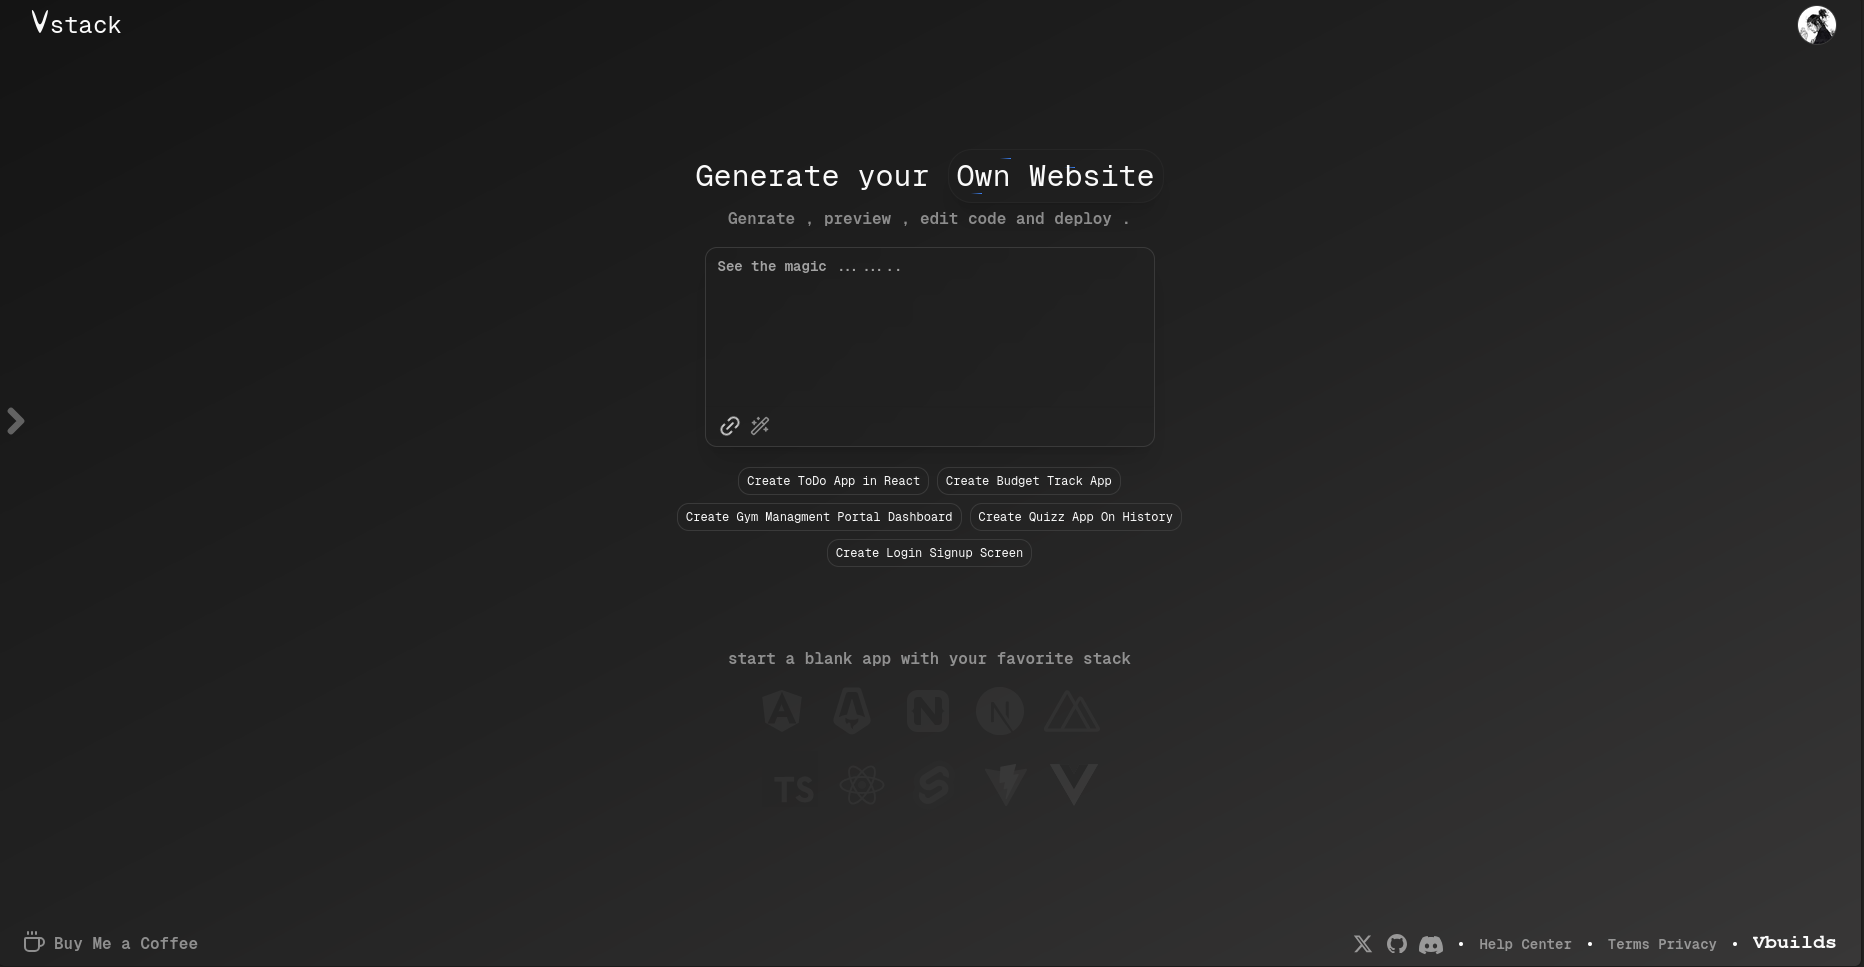 Vstack
Generate your Own Website
Genrate , preview , edit code and deploy .
See the magic ........
Create ToDo App in React
Create Budget Track App
Create Gym Managment Portal Dashboard
Create Quizz App On History
Create Login Signup Screen
start a blank app with your favorite stack
TS
Buy Me a Coffee
• Help Center • Terms Privacy • Vbuilds